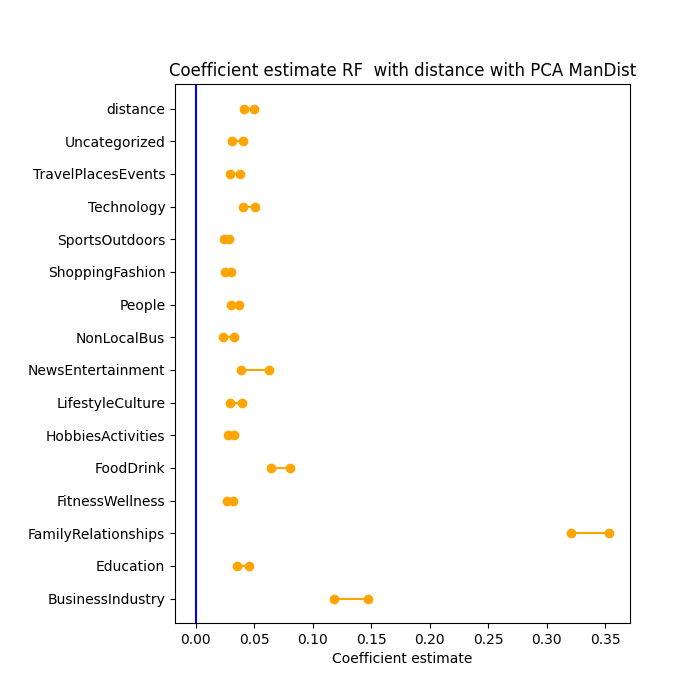 Coefficient estimate RF  with distance with PCA ManDist
distance
Uncategorized
TravelPlacesEvents
Technology
SportsOutdoors
ShoppingFashion
People
NonLocalBus
NewsEntertainment
LifestyleCulture
HobbiesActivities
FoodDrink
FitnessWellness
FamilyRelationships
Education
BusinessIndustry
0.00 0.05 0.10 0.15 0.20 0.25 0.30 0.35
Coefficient estimate